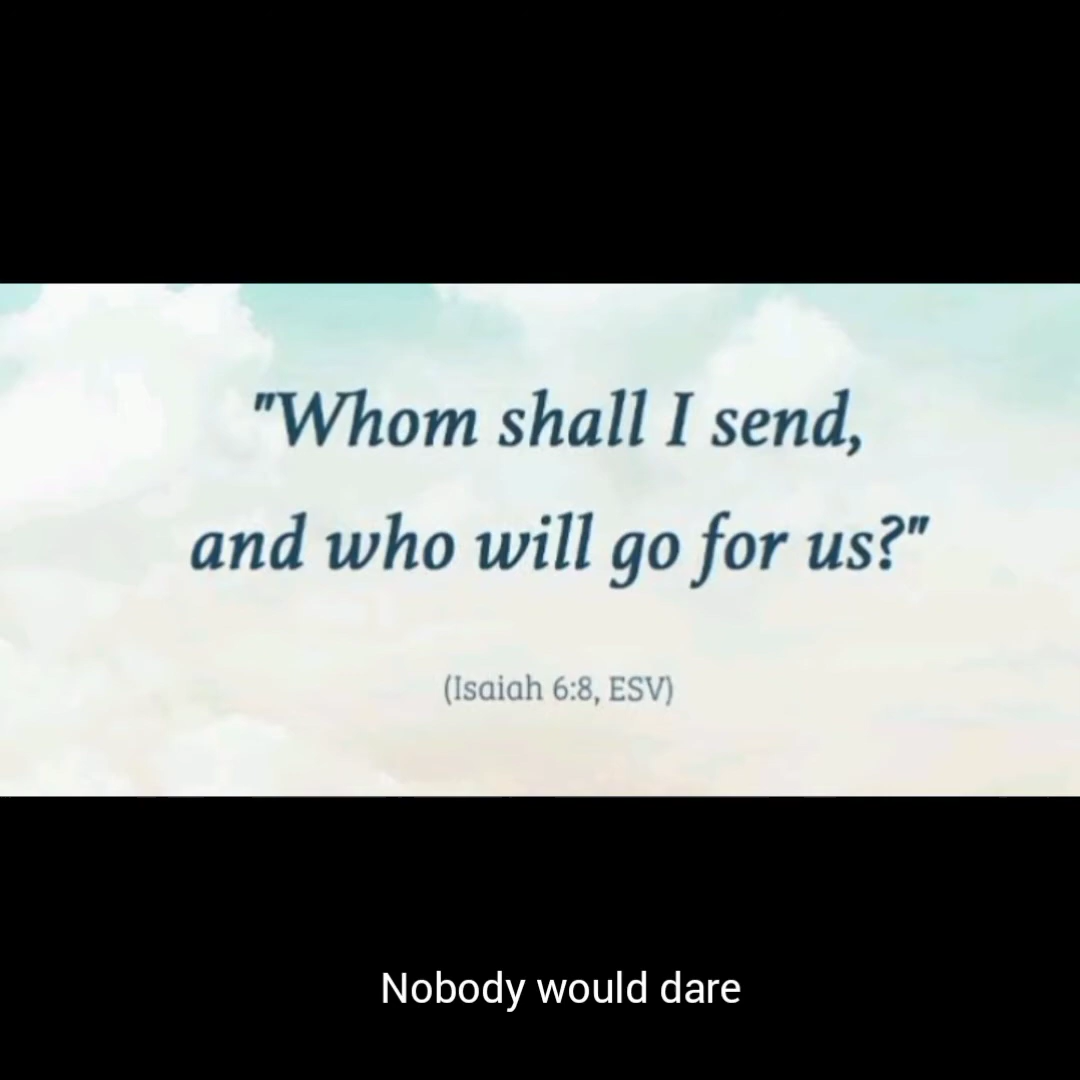 "Whom shall I send,
and who will go for us?"
(Isaiah 6:8, ESV)
Nobody would dare